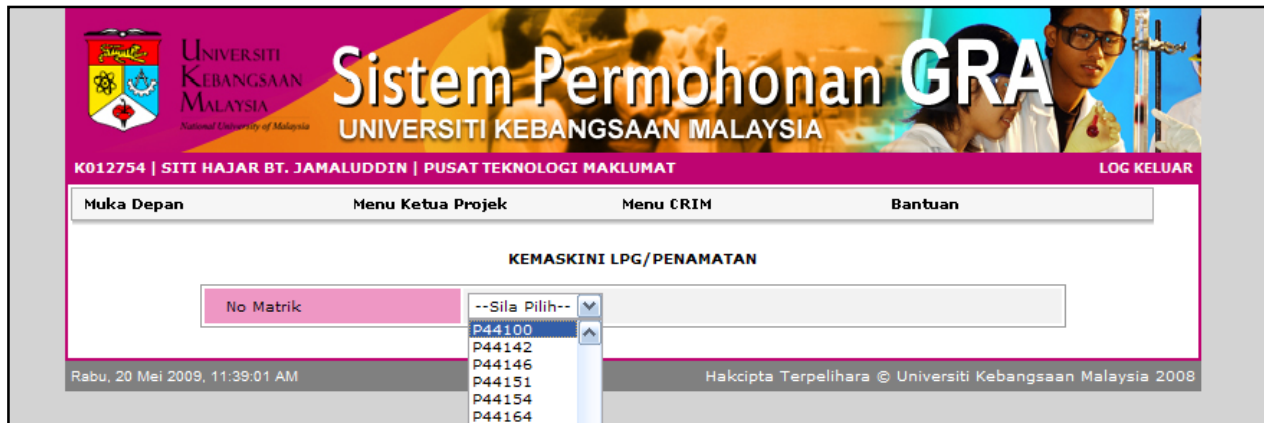 UNIVERSITI
KEBANGSAAN
MALAYSIA
National University of Malaysia
Sistem Permohonan GRA
UNIVERSITI KEBANGSAAN MALAYSIA
K012754 | SITI HAJAR BT. JAMALUDDIN | PUSAT TEKNOLOGI MAKLUMAT LOG KELUAR
Muka Depan Menu Ketua Projek Menu CRIM Bantuan
KEMASKINI LPG/PENAMATAN
No Matrik --Sila Pilih--
P44100
P44142
P44146
P44151
P44154
P44164
Rabu, 20 Mei 2009, 11:39:01 AM Hakcipta Terpelihara © Universiti Kebangsaan Malaysia 2008